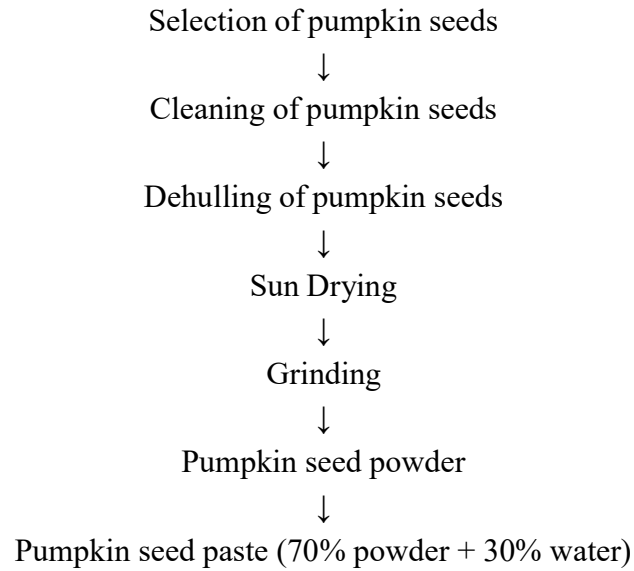 Selection of pumpkin seeds
↓
Cleaning of pumpkin seeds
↓
Dehulling of pumpkin seeds
↓
Sun Drying
↓
Grinding
↓
Pumpkin seed powder
↓
Pumpkin seed paste (70% powder + 30% water)